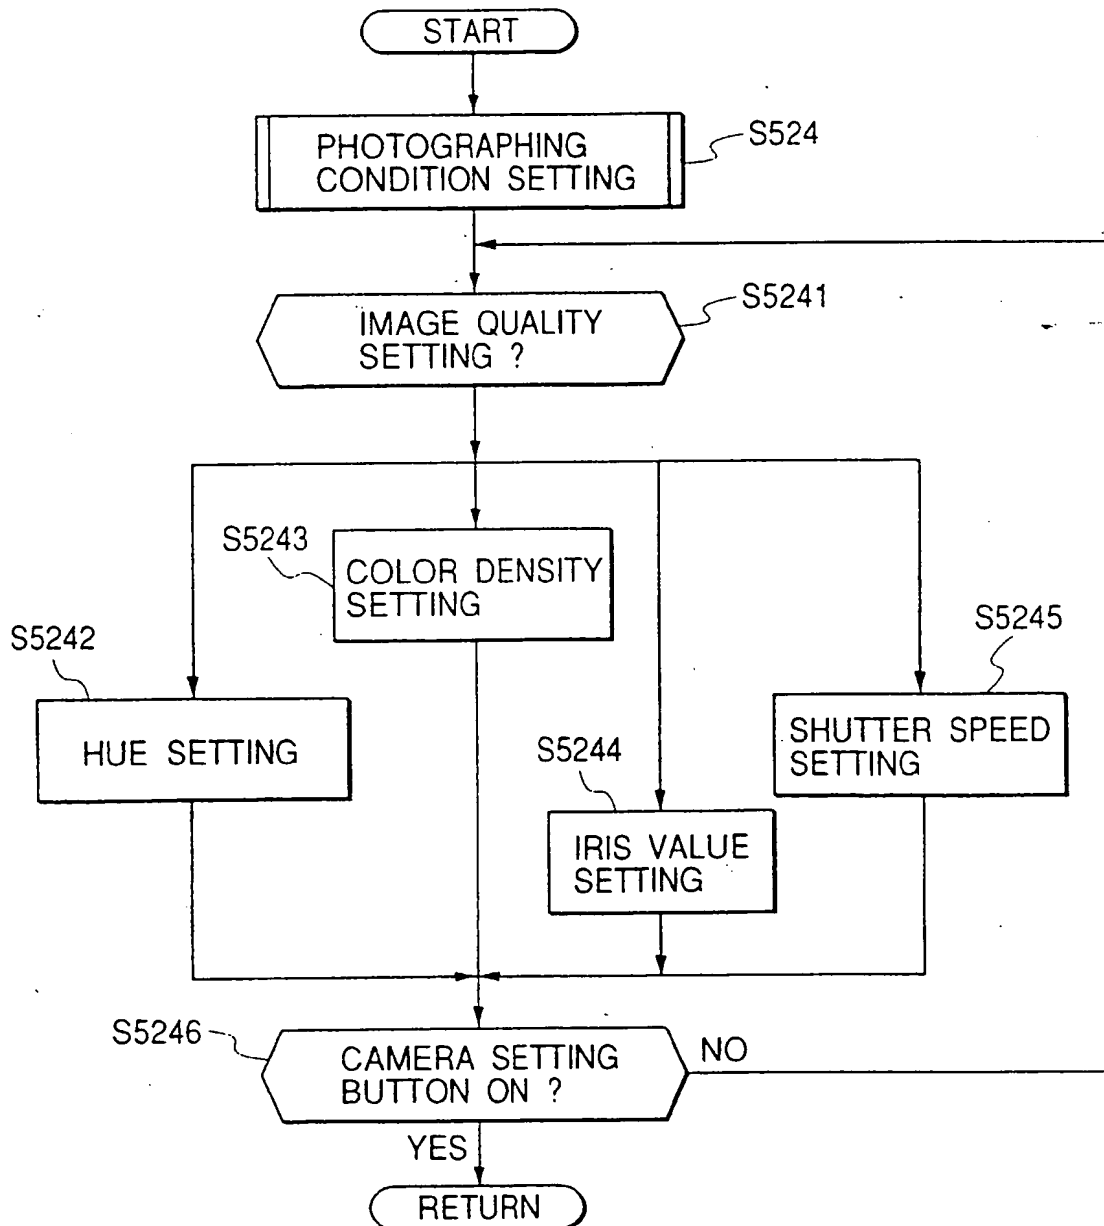 START
PHOTOGRAPHING
CONDITION SETTING
S524
IMAGE QUALITY
SETTING ?
S5241
S5243
COLOR DENSITY
SETTING
S5242
HUE SETTING
S5245
SHUTTER SPEED
SETTING
S5244
IRIS VALUE
SETTING
S5246
CAMERA SETTING
BUTTON ON ?
NO
YES
RETURN